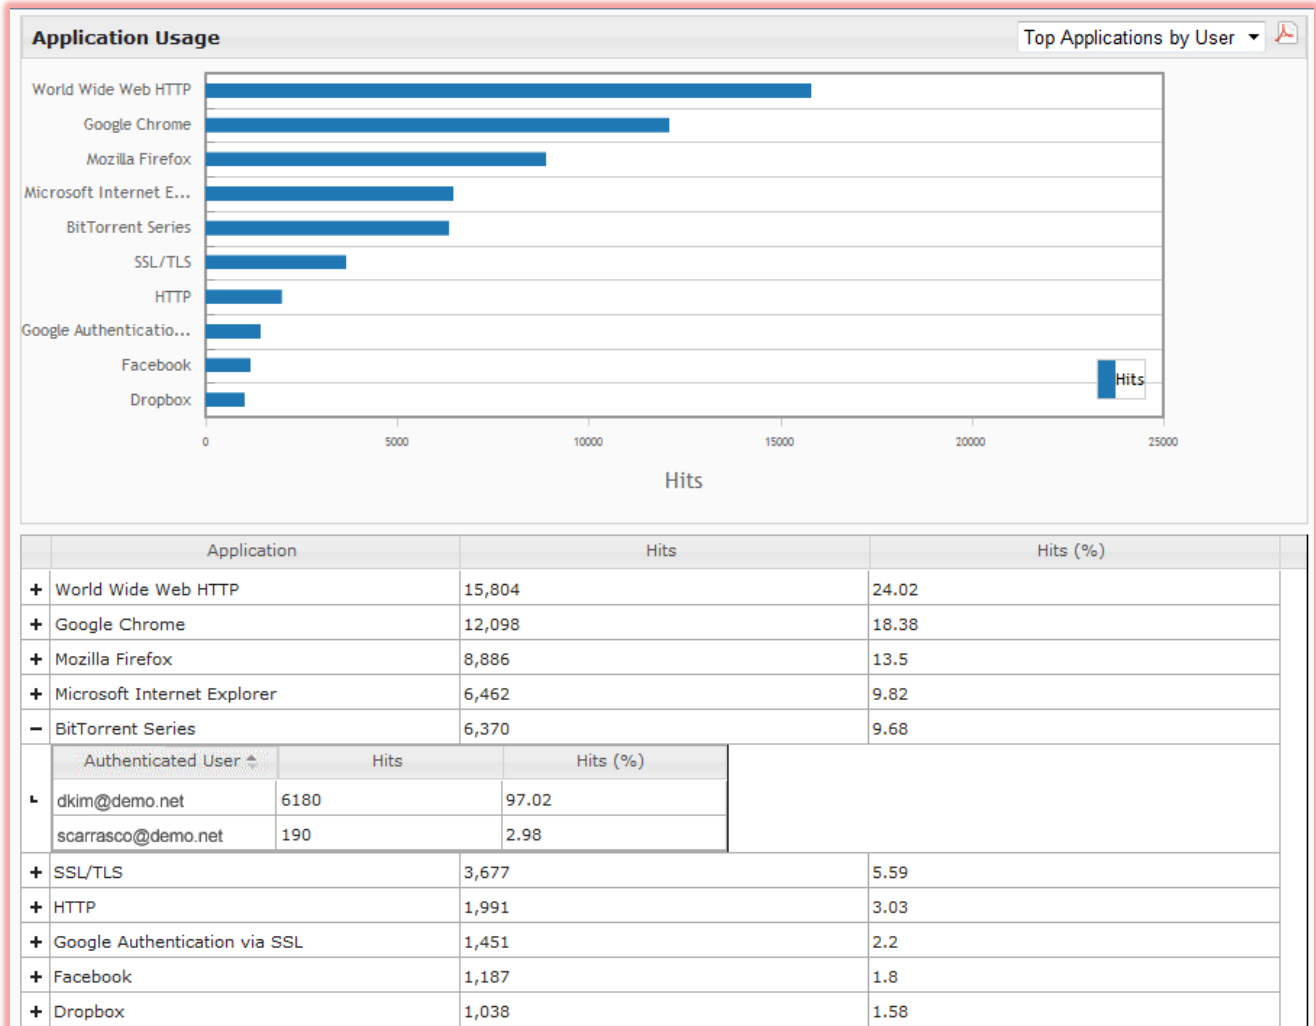 Application Usage
Top Applications by User
World Wide Web HTTP
Google Chrome
Mozilla Firefox
Microsoft Internet E...
BitTorrent Series
SSL/TLS
HTTP
Google Authenticatio...
Facebook
Dropbox
Hits
0 5000 10000 15000 20000 25000
Hits
Application Hits Hits (%)
World Wide Web HTTP 15,804 24.02
Google Chrome 12,098 18.38
Mozilla Firefox 8,886 13.5
Microsoft Internet Explorer 6,462 9.82
BitTorrent Series 6,370 9.68
Authenticated User Hits Hits (%)
dkim@demo.net 6180 97.02
scarrasco@demo.net 190 2.98
SSL/TLS 3,677 5.59
HTTP 1,991 3.03
Google Authentication via SSL 1,451 2.2
Facebook 1,187 1.8
Dropbox 1,038 1.58